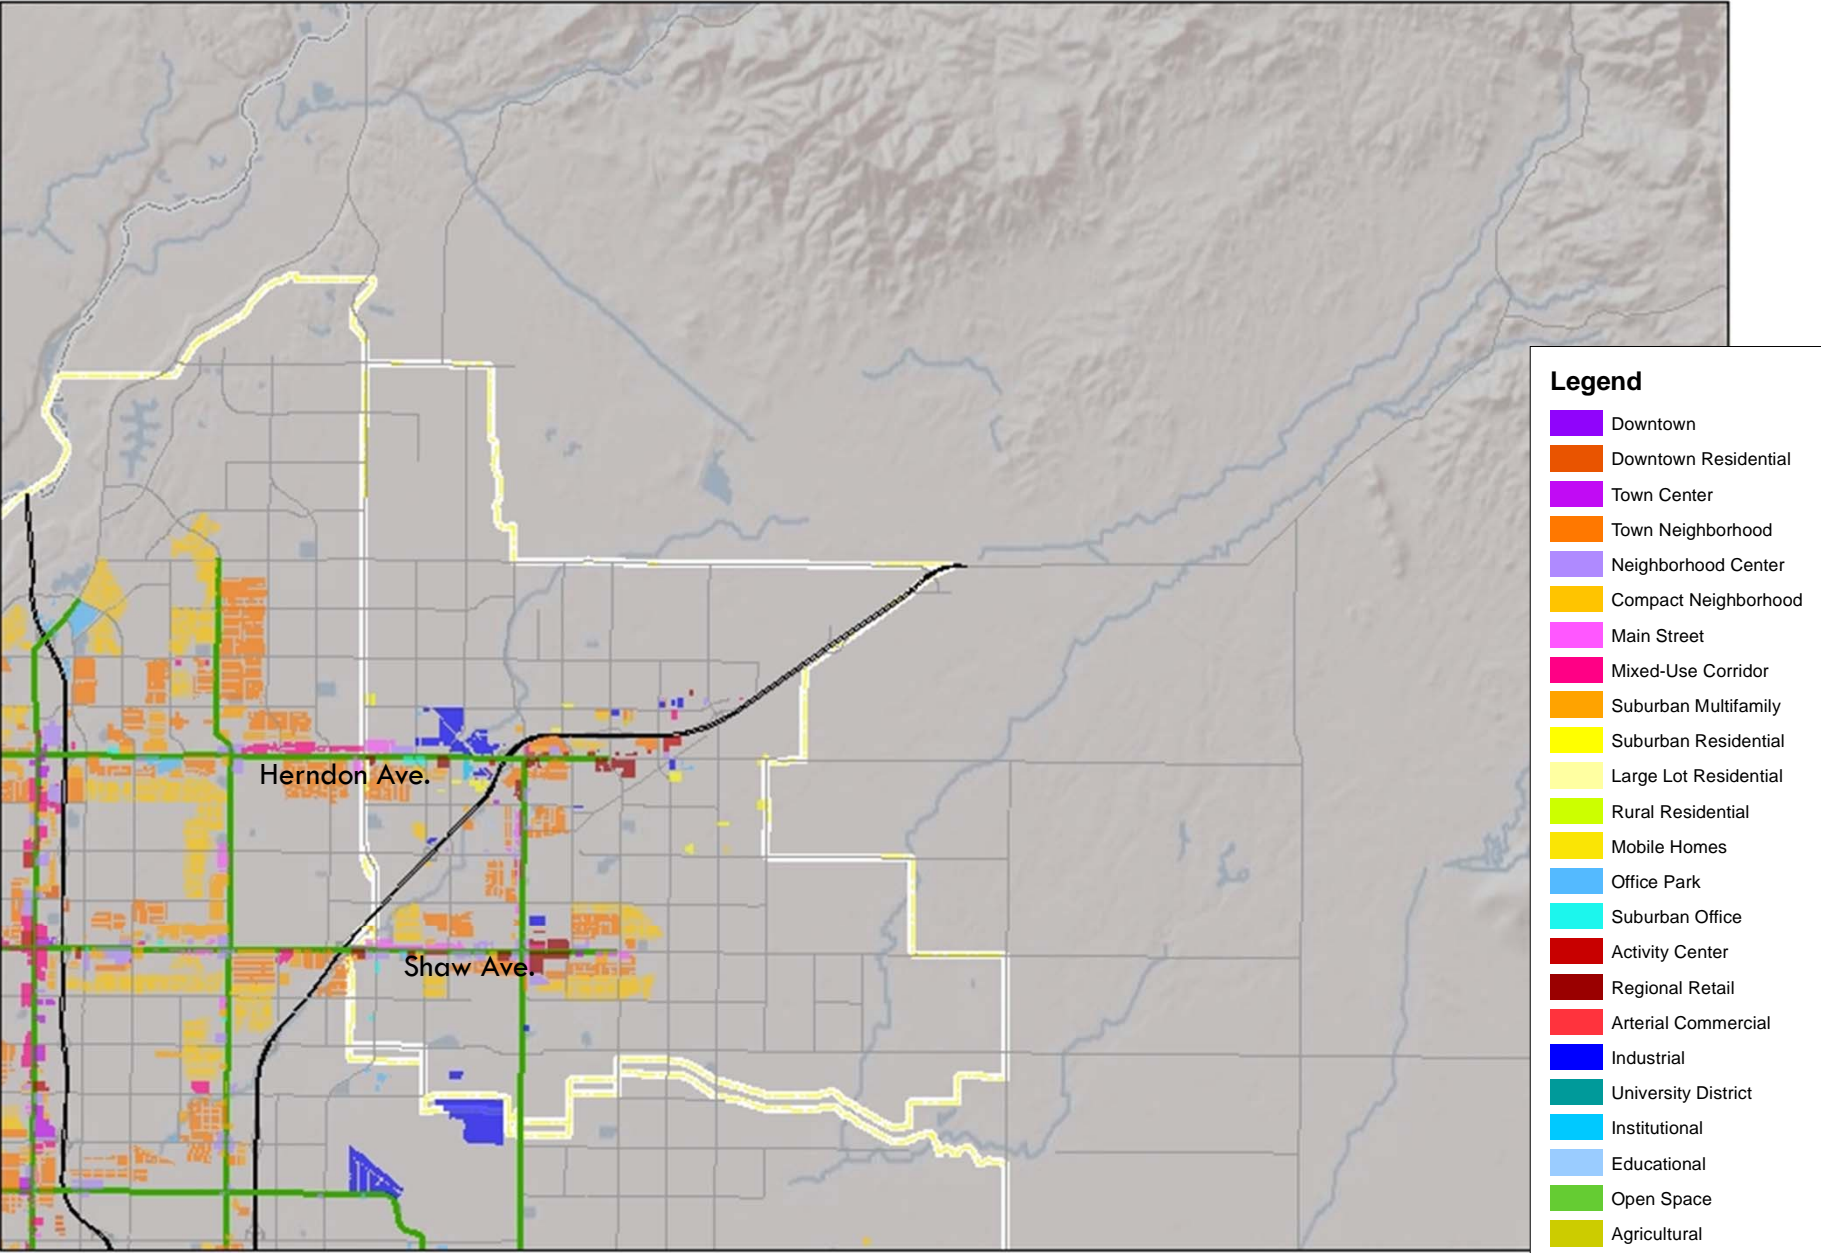 Legend
Downtown
Downtown Residential
Town Center
Town Neighborhood
Neighborhood Center
Compact Neighborhood
Main Street
Mixed-Use Corridor
Suburban Multifamily
Suburban Residential
Large Lot Residential
Rural Residential
Mobile Homes
Office Park
Suburban Office
Activity Center
Regional Retail
Arterial Commercial
Industrial
University District
Institutional
Educational
Open Space
Agricultural
Herndon Ave.
Shaw Ave.